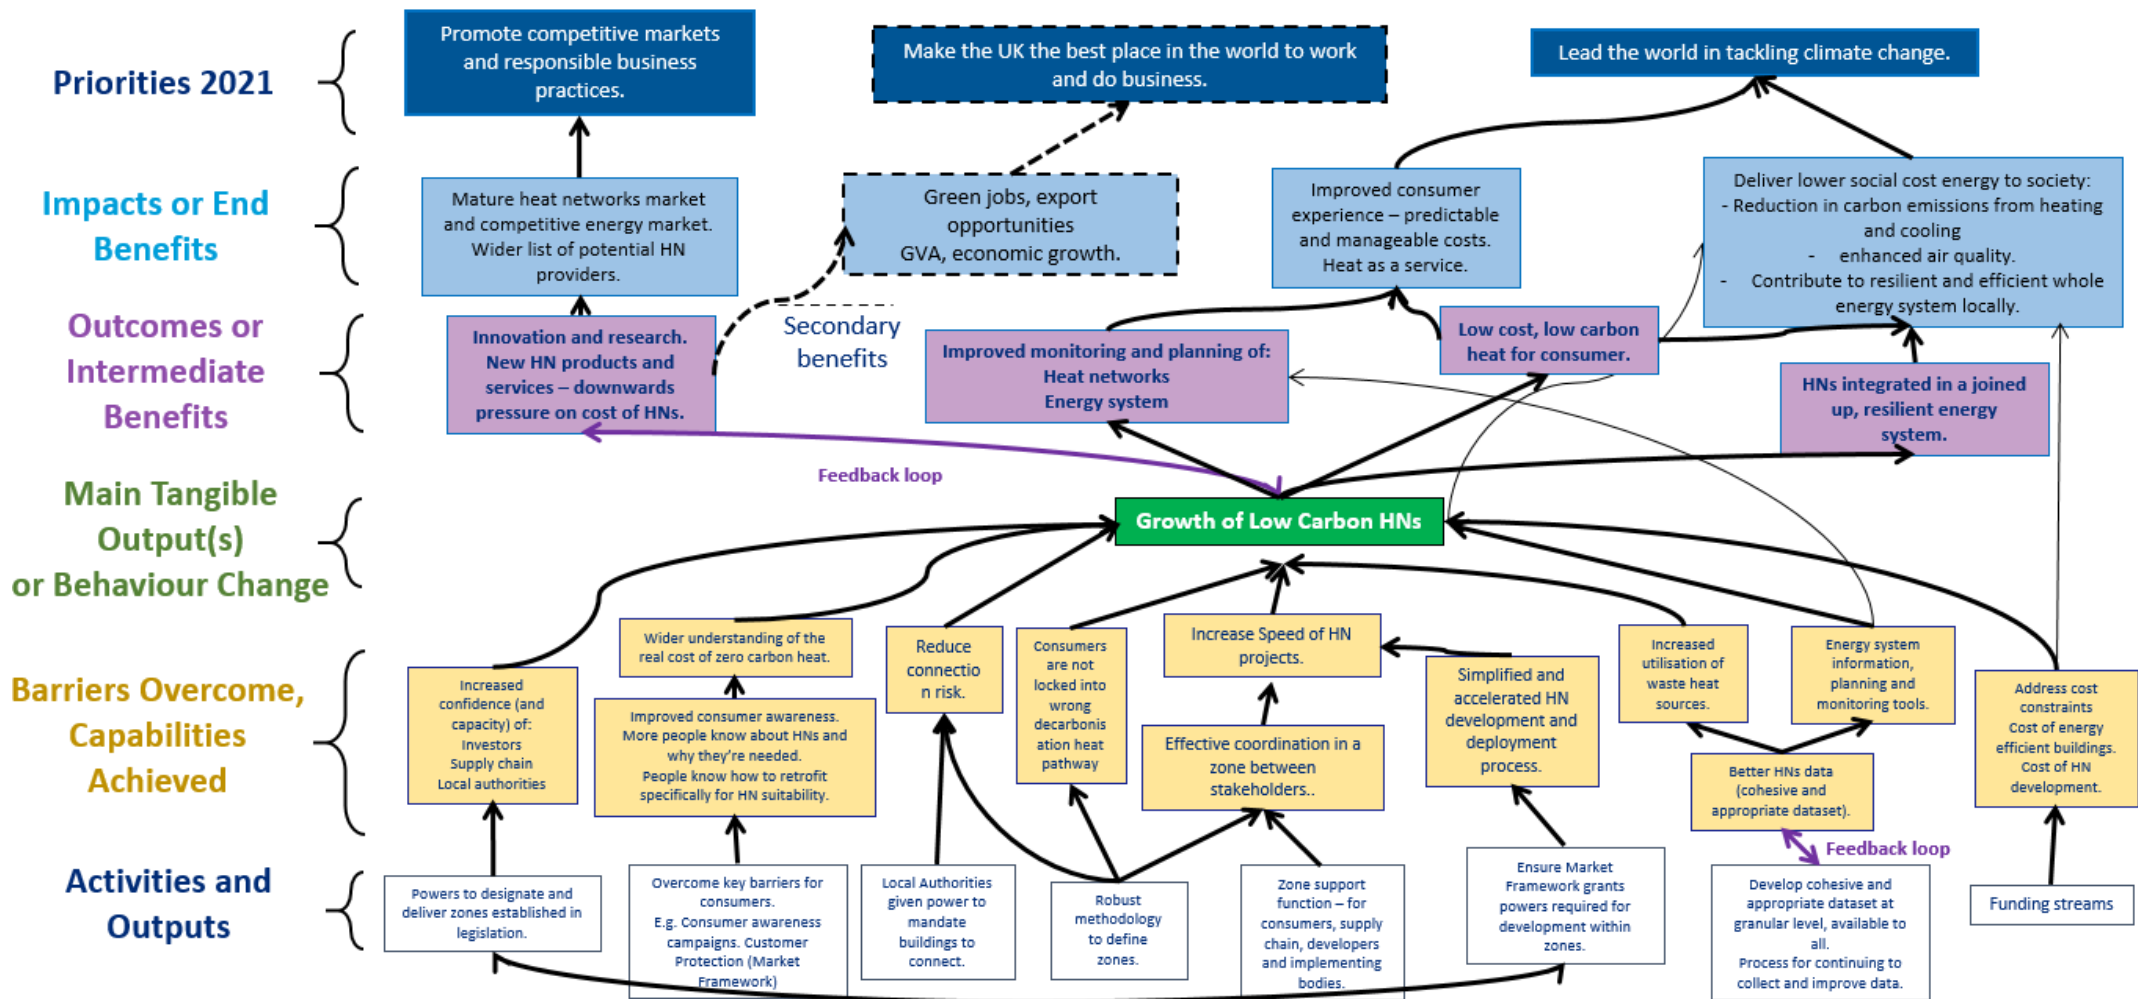 Priorities 2021
Promote competitive markets
and responsible business
practices.
Make the UK the best place in the world to work
and do business.
Lead the world in tackling climate change.
Impacts or End
Benefits
Mature heat networks market
and competitive energy market.
Wider list of potential HN
providers.
Green jobs, export
opportunities
GVA, economic growth.
Improved consumer
experience – predictable
and manageable costs.
Heat as a service.
Deliver lower social cost energy to society:
- Reduction in carbon emissions from heating
and cooling
- enhanced air quality.
- Contribute to resilient and efficient whole
energy system locally.
Outcomes or
Intermediate
Benefits
Innovation and research.
New HN products and
services – downwards
pressure on cost of HNs.
Secondary
benefits
Improved monitoring and planning of:
Heat networks
Energy system
Low cost, low carbon
heat for consumer.
HNs integrated in a joined
up, resilient energy
system.
Feedback loop
Main Tangible
Output(s)
or Behaviour Change
Growth of Low Carbon HNs
Barriers Overcome,
Capabilities
Achieved
Increased
confidence (and
capacity) of:
Investors
Supply chain
Local authorities
Wider understanding of the
real cost of zero carbon heat.
Improved consumer awareness.
More people know about HNs and
why they're needed.
People know how to retrofit
specifically for HN suitability.
Reduce
connectio
n risk.
Consumers
are not
locked into
wrong
decarbonis
ation heat
pathway
Increase Speed of HN
projects.
Effective coordination in a
zone between
stakeholders..
Simplified and
accelerated HN
development and
deployment
process.
Increased
utilisation of
waste heat
sources.
Energy system
information,
planning and
monitoring tools.
Better HNs data
(cohesive and
appropriate dataset).
Address cost
constraints
Cost of energy
efficient buildings.
Cost of HN
development.
Feedback loop
Activities and
Outputs
Powers to designate and
deliver zones established in
legislation.
Overcome key barriers for
consumers.
E.g. Consumer awareness
campaigns. Customer
Protection (Market
Framework)
Local Authorities
given power to
mandate
buildings to
connect.
Robust
methodology
to define
zones.
Zone support
function – for
consumers, supply
chain, developers
and implementing
bodies.
Ensure Market
Framework grants
powers required for
development within
zones.
Develop cohesive and
appropriate dataset at
granular level, available to
all.
Process for continuing to
collect and improve data.
Funding streams